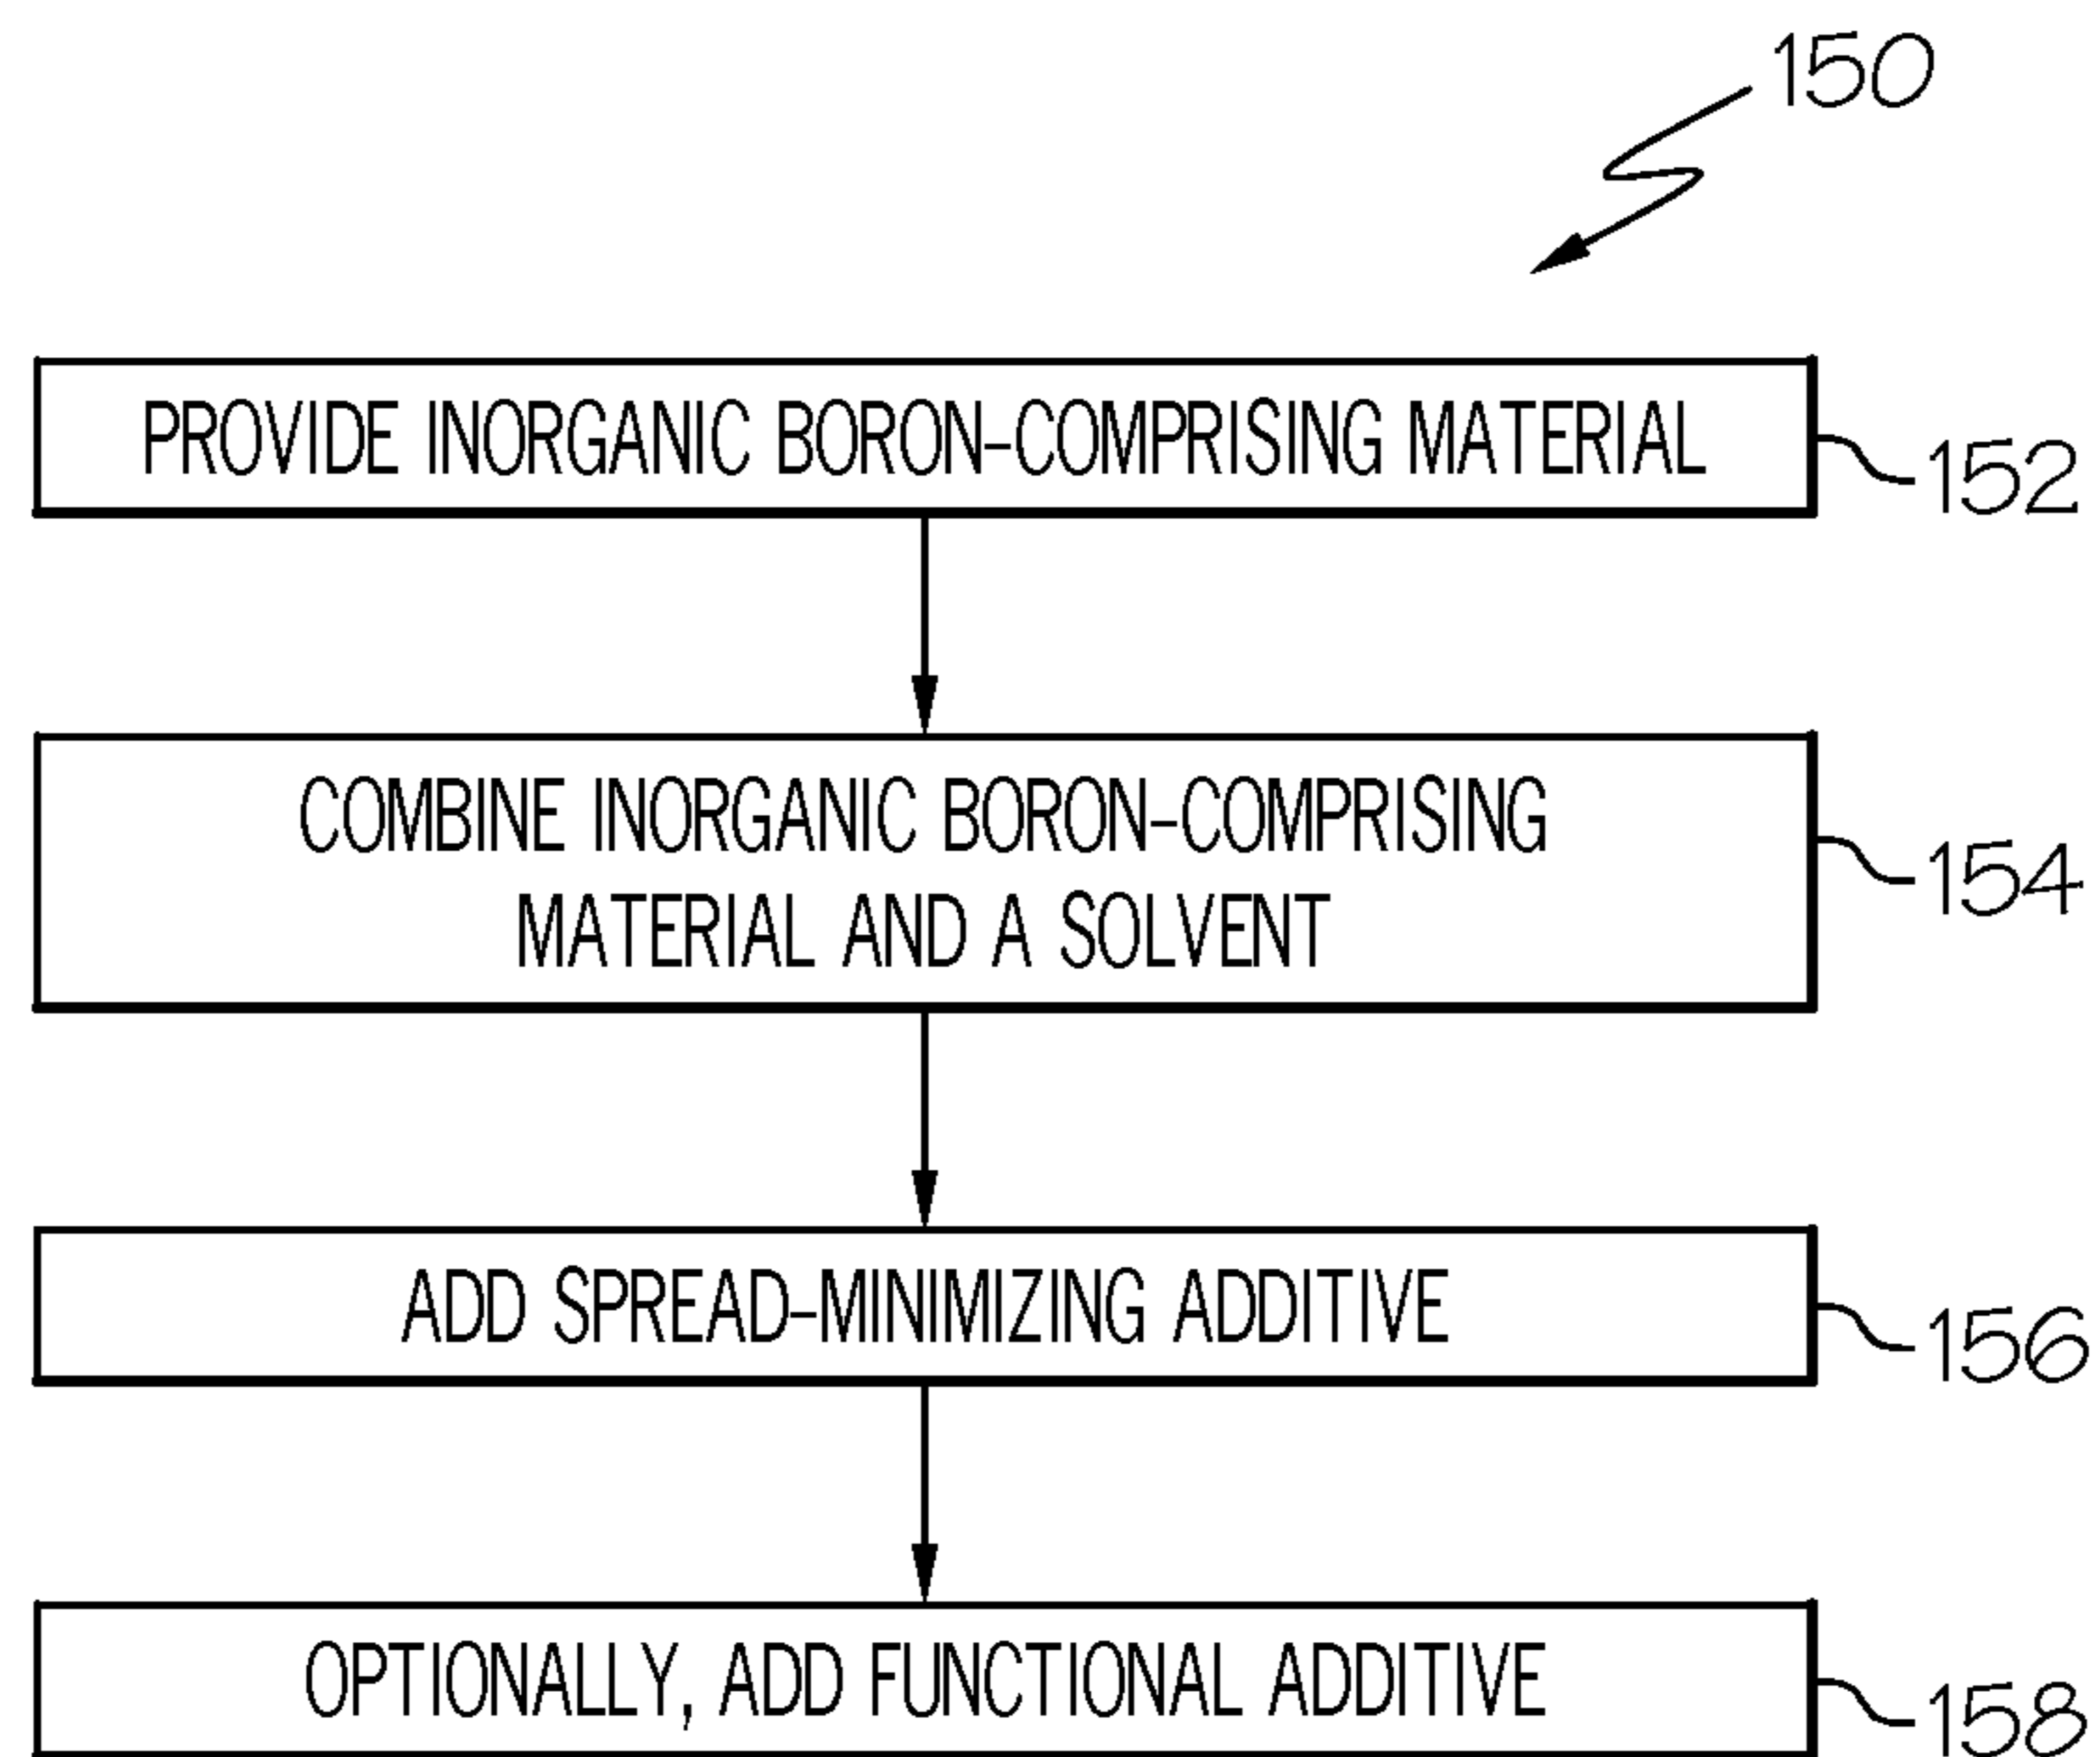 150
PROVIDE INORGANIC BORON-COMPRISING MATERIAL
152
COMBINE INORGANIC BORON-COMPRISING
MATERIAL AND A SOLVENT
154
ADD SPREAD-MINIMIZING ADDITIVE
156
OPTIONALLY, ADD FUNCTIONAL ADDITIVE
158